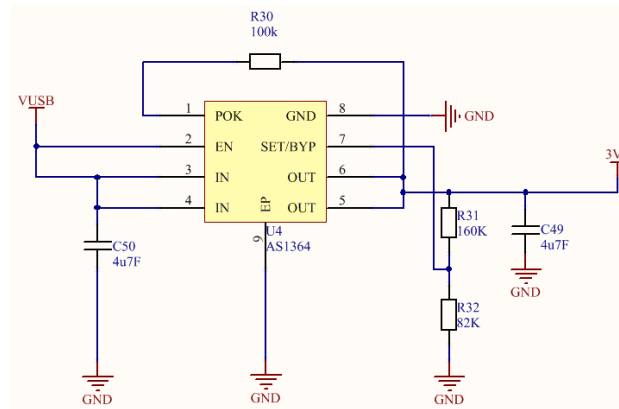 R30
100k
VUSB
1
POK
GND
8
GND
2
EN
SET/BYP
7
3
IN
OUT
6
3V
4
IN
EP
OUT
5
9
U4
AS1364
R31
160K
C49
4u7F
C50
4u7F
GND
R32
82K
GND
GND
GND